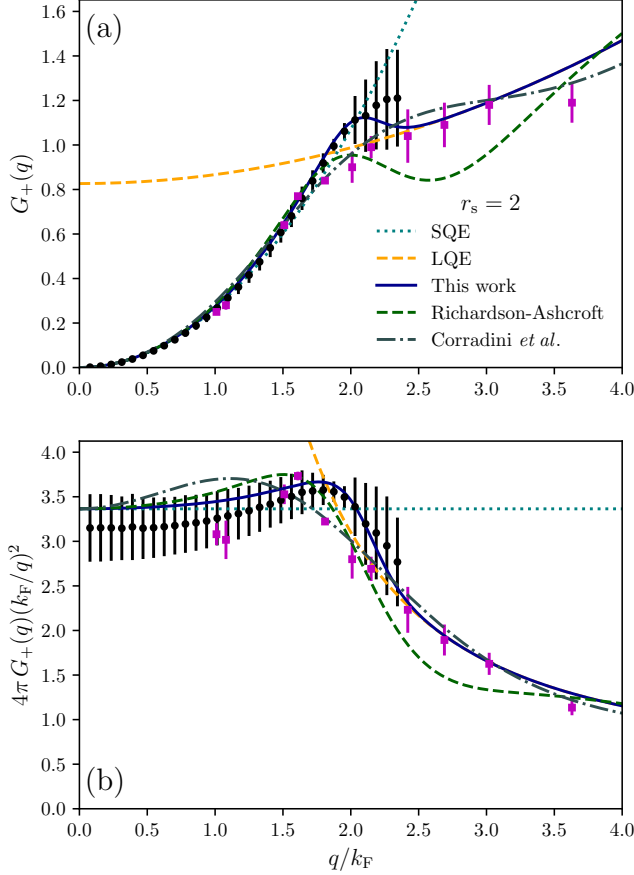 (a)
1.6
1.4
1.2
1.0
0.8
0.6
0.4
0.2
0.0
G₊(q)
r_s = 2
SQE
LQE
This work
Richardson-Ashcroft
Corradini et al.
0.0 0.5 1.0 1.5 2.0 2.5 3.0 3.5 4.0
4.0
3.5
3.0
2.5
2.0
1.5
1.0
0.5
0.0
4π G₊(q)(k_F/q)²
(b)
0.0 0.5 1.0 1.5 2.0 2.5 3.0 3.5 4.0
q/k_F